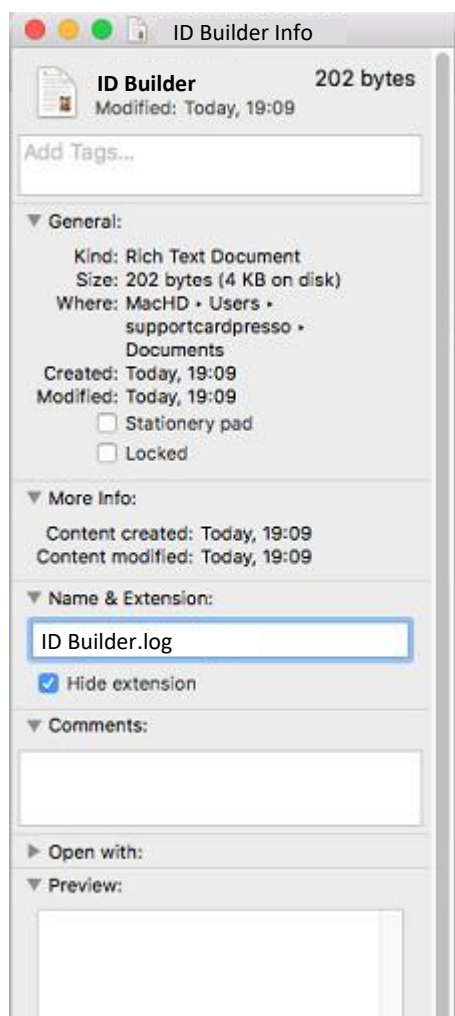 ID Builder Info
ID Builder 202 bytes
Modified: Today, 19:09
Add Tags...
General:
Kind: Rich Text Document
Size: 202 bytes (4 KB on disk)
Where: MacHD ‣ Users ‣
supportcardpresso ‣
Documents
Created: Today, 19:09
Modified: Today, 19:09
Stationery pad
Locked
More Info:
Content created: Today, 19:09
Content modified: Today, 19:09
Name & Extension:
ID Builder.log
Hide extension
Comments:
Open with:
Preview: